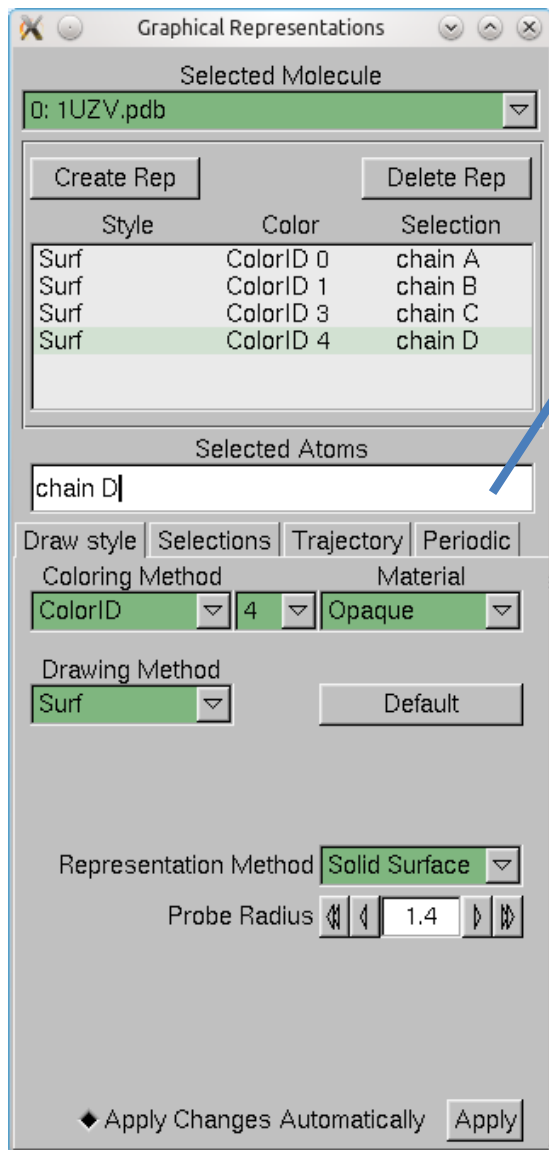 Graphical Representations
Selected Molecule
0: 1UZV.pdb
Create Rep Delete Rep
Style Color Selection
Surf ColorID 0 chain A
Surf ColorID 1 chain B
Surf ColorID 3 chain C
Surf ColorID 4 chain D
Selected Atoms
chain D
Draw style Selections Trajectory Periodic
Coloring Method Material
ColorID 4 Opaque
Drawing Method
Surf Default
Representation Method Solid Surface
Probe Radius 1.4
Apply Changes Automatically Apply